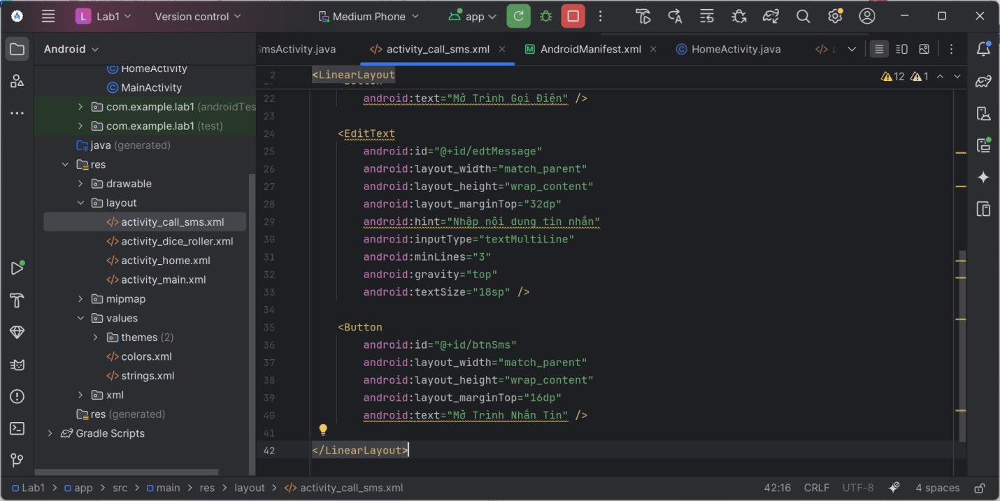 L Lab1 Version control Medium Phone app
Android
SmsActivity.java activity_call_sms.xml AndroidManifest.xml HomeActivity.java
HomeActivity
MainActivity
com.example.lab1 (androidTes
com.example.lab1 (test)
java (generated)
res
drawable
layout
activity_call_sms.xml
activity_dice_roller.xml
activity_home.xml
activity_main.xml
mipmap
values
themes (2)
colors.xml
strings.xml
xml
res (generated)
Gradle Scripts
2 <LinearLayout 12 1
22 android:text="Mở Trình Gọi Điện" />
23
24 <EditText
25 android:id="@+id/edtMessage"
26 android:layout_width="match_parent"
27 android:layout_height="wrap_content"
28 android:layout_marginTop="32dp"
29 android:hint="Nhập nội dung tin nhắn"
30 android:inputType="textMultiLine"
31 android:minLines="3"
32 android:gravity="top"
33 android:textSize="18sp" />
34
35 <Button
36 android:id="@+id/btnSms"
37 android:layout_width="match_parent"
38 android:layout_height="wrap_content"
39 android:layout_marginTop="16dp"
40 android:text="Mở Trình Nhắn Tin" />
41
42 </LinearLayout>
Lab1 > app > src > main > res > layout > activity_call_sms.xml 42:16 CRLF UTF-8 4 spaces